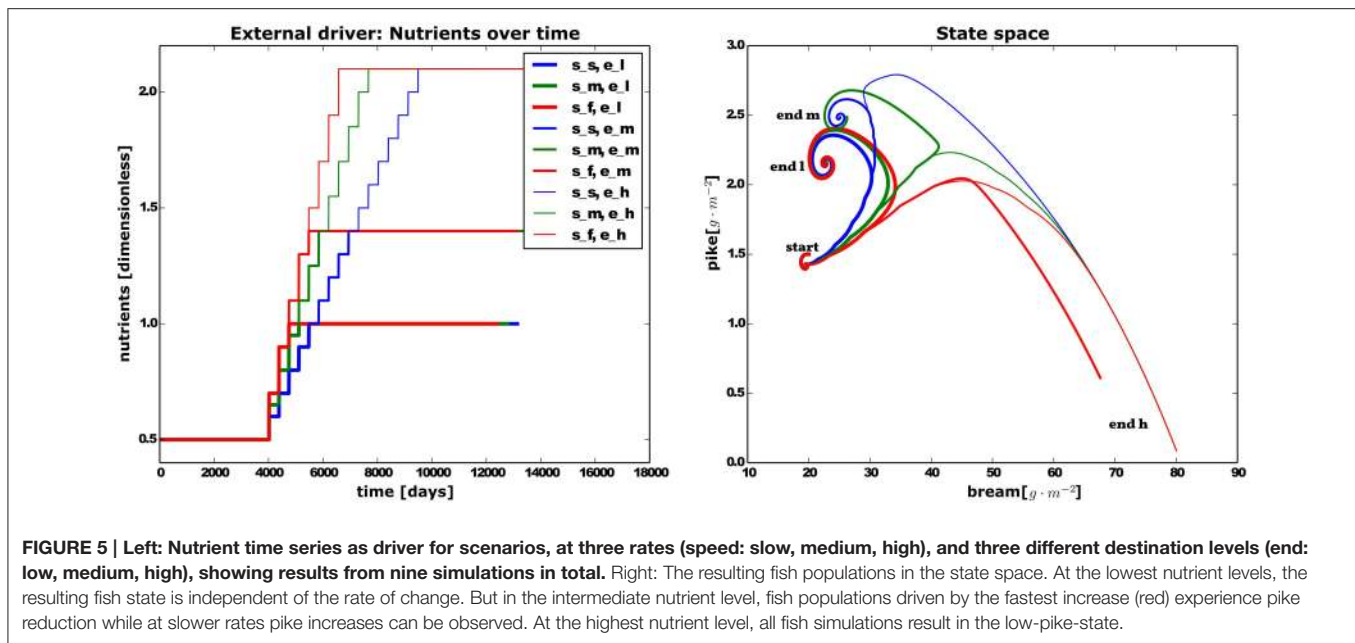 External driver: Nutrients over time
nutrients [dimensionless]
2.0
1.5
1.0
0.5
0 2000 4000 6000 8000 10000 12000 14000 16000 18000
time [days]
s_s, e_l
s_m, e_l
s_f, e_l
s_s, e_m
s_m, e_m
s_f, e_m
s_s, e_h
s_m, e_h
s_f, e_h
State space
pike[g · m⁻²]
3.0
2.5
2.0
1.5
1.0
0.5
0.0
10 20 30 40 50 60 70 80 90
bream[g · m⁻²]
end m
end l
start
end h
FIGURE 5 | Left: Nutrient time series as driver for scenarios, at three rates (speed: slow, medium, high), and three different destination levels (end:
low, medium, high), showing results from nine simulations in total. Right: The resulting fish populations in the state space. At the lowest nutrient levels, the
resulting fish state is independent of the rate of change. But in the intermediate nutrient level, fish populations driven by the fastest increase (red) experience pike
reduction while at slower rates pike increases can be observed. At the highest nutrient level, all fish simulations result in the low-pike-state.